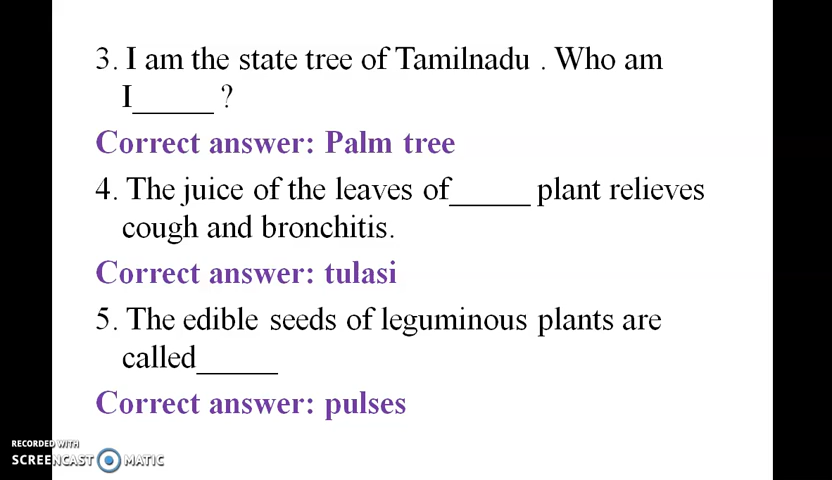 3. I am the state tree of Tamilnadu . Who am
I_____ ?
Correct answer: Palm tree
4. The juice of the leaves of_____ plant relieves
cough and bronchitis.
Correct answer: tulasi
5. The edible seeds of leguminous plants are
called_____
Correct answer: pulses
RECORDED WITH
SCREENCAST MATIC